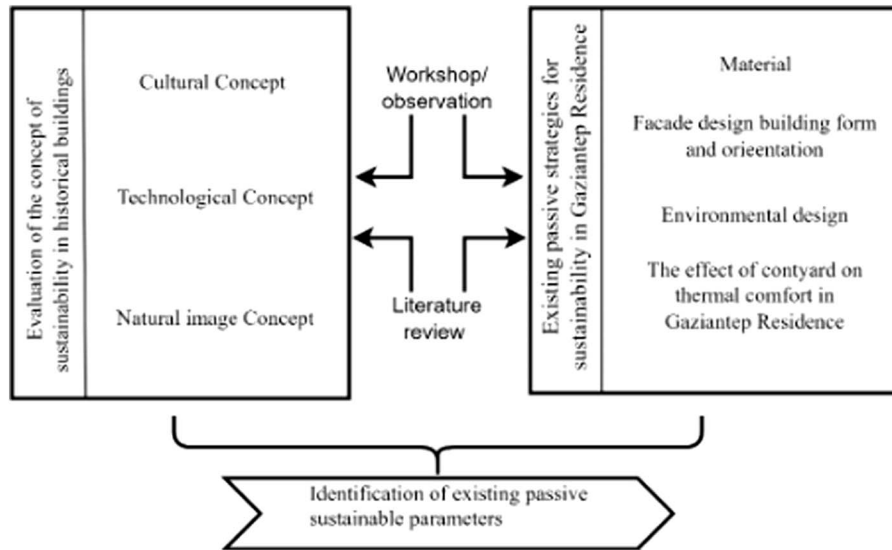 Evaluation of the concept of
sustainability in historical buildings
Cultural Concept
Technological Concept
Natural image Concept
Workshop/
observation
Literature
review
Existing passive strategies for
sustainability in Gaziantep Residence
Material
Facade design building form
and orieentation
Environmental design
The effect of contyard on
thermal comfort in
Gaziantep Residence
Identification of existing passive
sustainable parameters